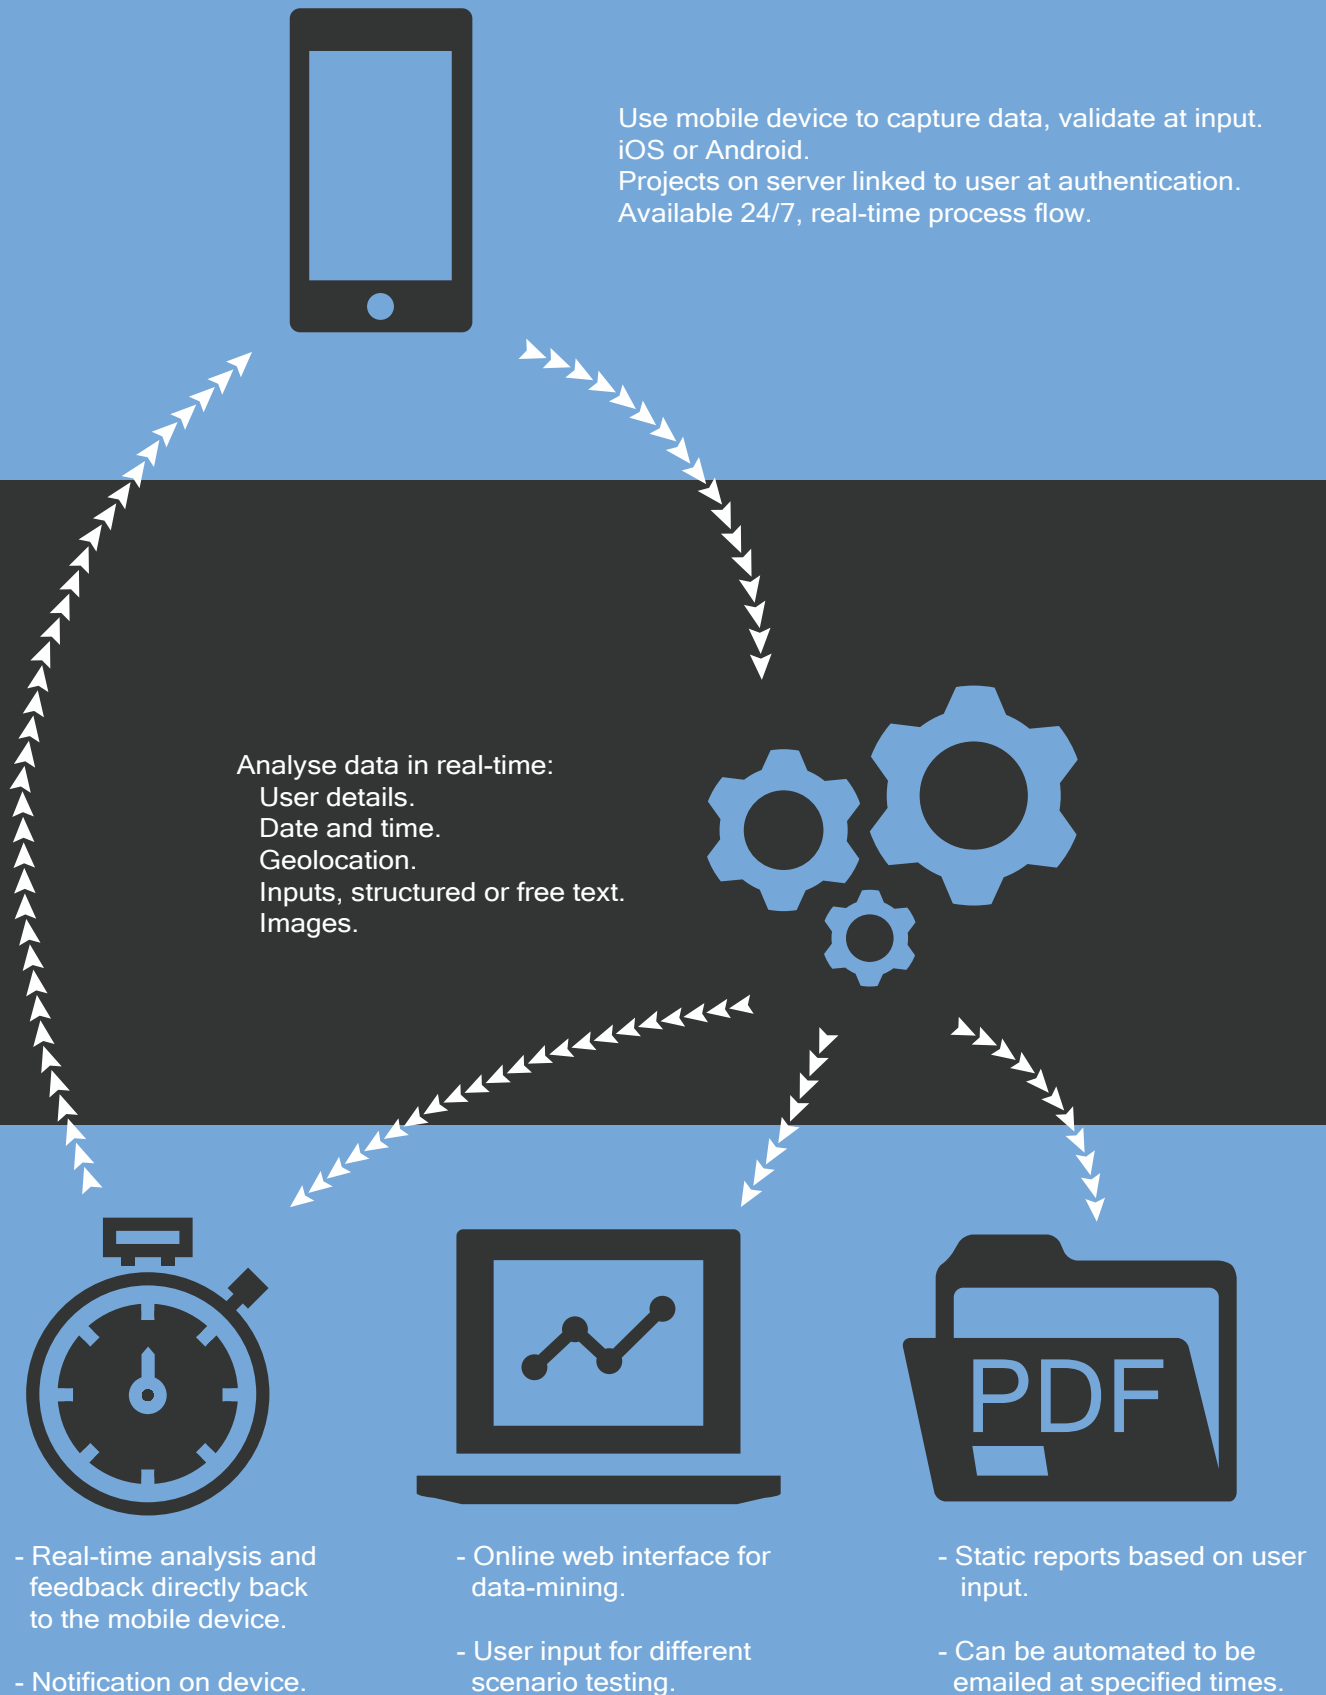 Use mobile device to capture data, validate at input.
iOS or Android.
Projects on server linked to user at authentication.
Available 24/7, real-time process flow.
Analyse data in real-time:
User details.
Date and time.
Geolocation.
Inputs, structured or free text.
Images.
PDF
- Real-time analysis and
feedback directly back
to the mobile device.
- Notification on device.
- Online web interface for
data-mining.
- User input for different
scenario testing.
- Static reports based on user
input.
- Can be automated to be
emailed at specified times.